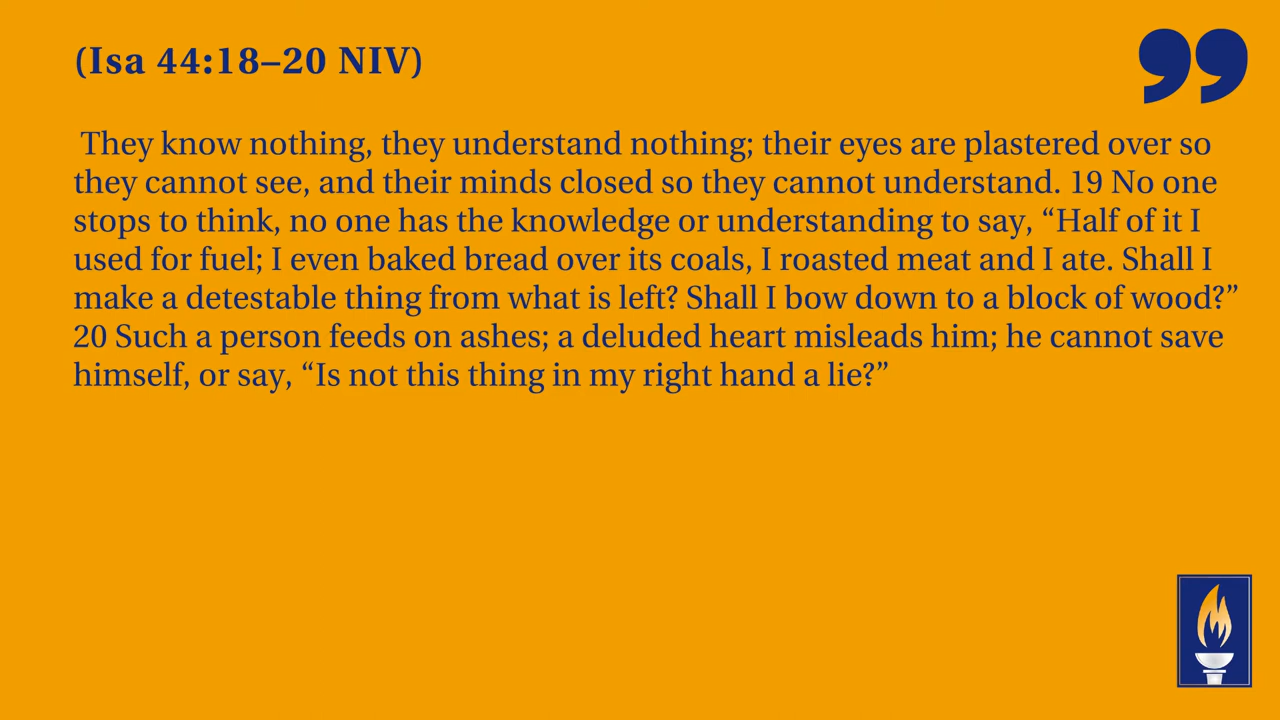 (Isa 44:18–20 NIV)
They know nothing, they understand nothing; their eyes are plastered over so
they cannot see, and their minds closed so they cannot understand. 19 No one
stops to think, no one has the knowledge or understanding to say, “Half of it I
used for fuel; I even baked bread over its coals, I roasted meat and I ate. Shall I
make a detestable thing from what is left? Shall I bow down to a block of wood?”
20 Such a person feeds on ashes; a deluded heart misleads him; he cannot save
himself, or say, “Is not this thing in my right hand a lie?”